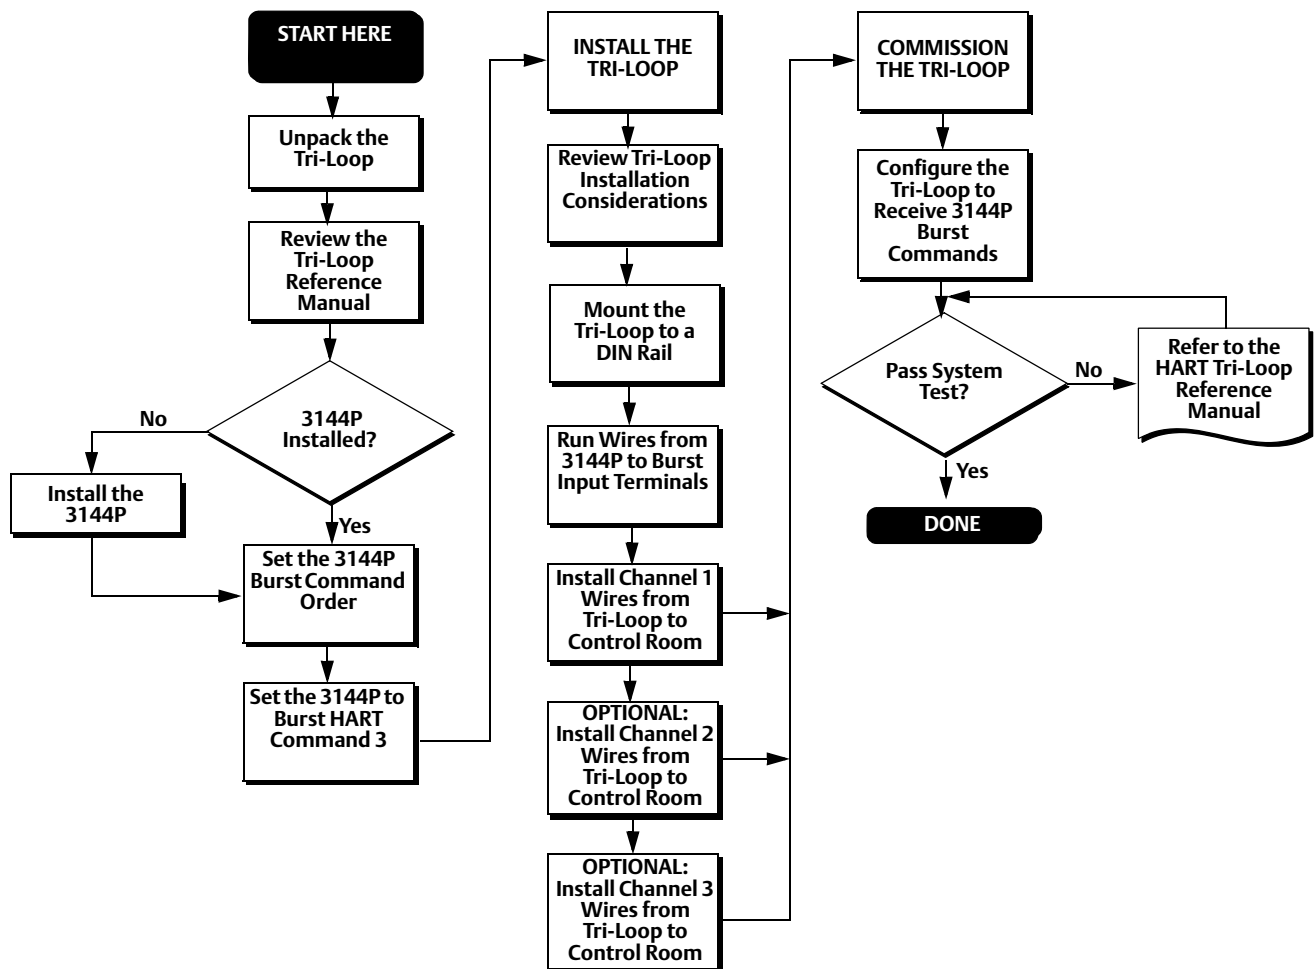 START HERE
Unpack the
Tri-Loop
Review the
Tri-Loop
Reference
Manual
3144P
Installed?
No
Install the
3144P
Yes
Set the 3144P
Burst Command
Order
Set the 3144P to
Burst HART
Command 3
INSTALL THE
TRI-LOOP
Review Tri-Loop
Installation
Considerations
Mount the
Tri-Loop to a
DIN Rail
Run Wires from
3144P to Burst
Input Terminals
Install Channel 1
Wires from
Tri-Loop to
Control Room
OPTIONAL:
Install Channel 2
Wires from
Tri-Loop to
Control Room
OPTIONAL:
Install Channel 3
Wires from
Tri-Loop to
Control Room
COMMISSION
THE TRI-LOOP
Configure the
Tri-Loop to
Receive 3144P
Burst
Commands
Pass System
Test?
No
Refer to the
HART Tri-Loop
Reference
Manual
Yes
DONE